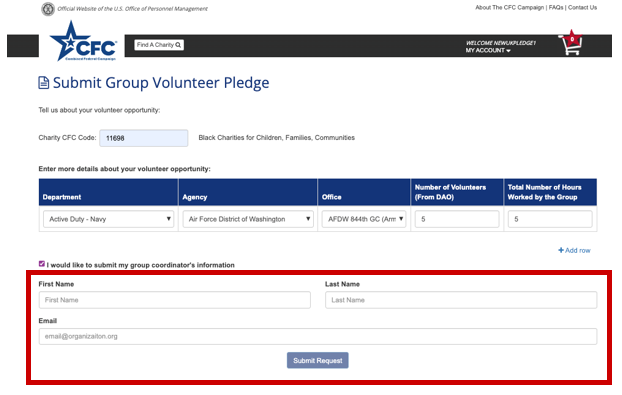 Official Website of the U.S. Office of Personnel Management
About The CFC Campaign | FAQs | Contact Us
CFC
Combined Federal Campaign
Find A Charity
WELCOME NEWUKPLEDGE1
MY ACCOUNT
0
Submit Group Volunteer Pledge
Tell us about your volunteer opportunity:
Charity CFC Code: 11698 Black Charities for Children, Families, Communities
Enter more details about your volunteer opportunity:
Department Agency Office Number of Volunteers (From DAO) Total Number of Hours Worked by the Group
Active Duty - Navy Air Force District of Washington AFDW 844th GC (Arm 5 5
+ Add row
I would like to submit my group coordinator's information
First Name Last Name
First Name Last Name
Email
email@organizaiton.org
Submit Request